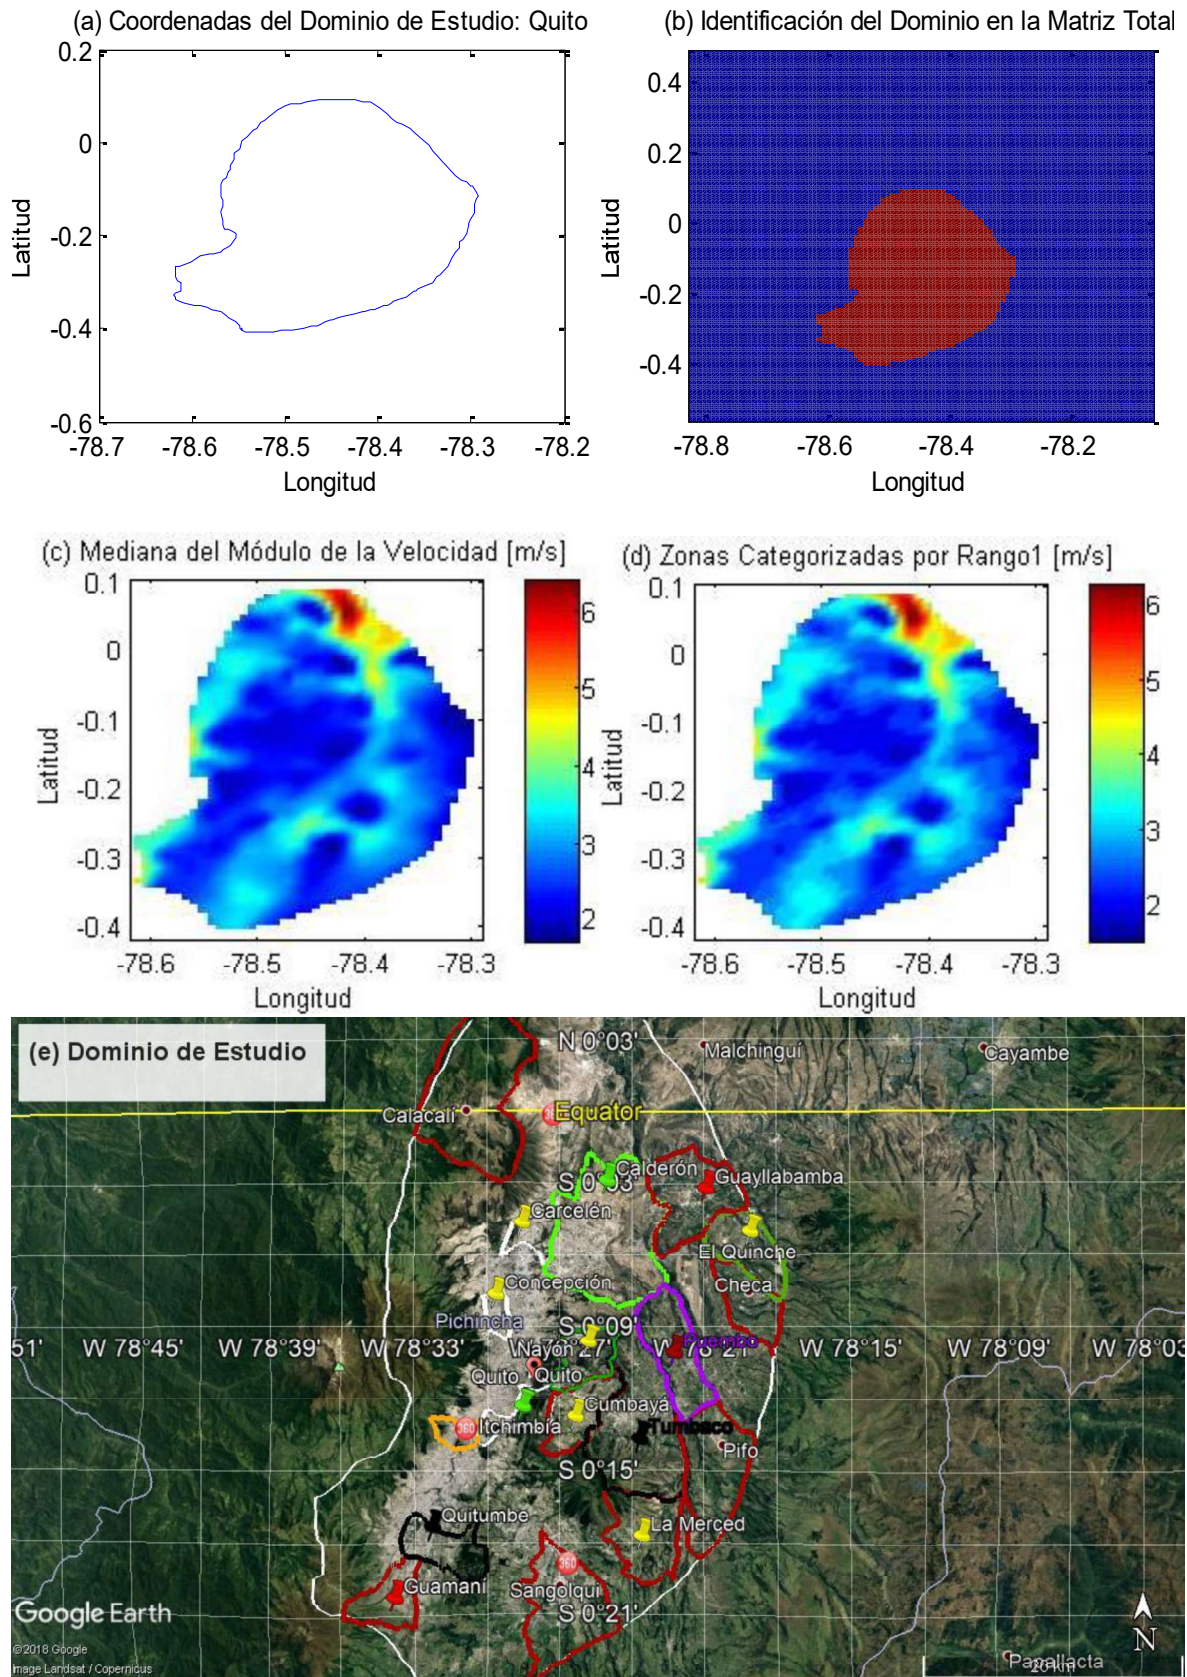 (a) Coordenadas del Dominio de Estudio: Quito
0.2
0
-0.2
-0.4
-0.6
-78.7 -78.6 -78.5 -78.4 -78.3 -78.2
Latitud
Longitud
(b) Identificación del Dominio en la Matriz Total
0.4
0.2
0
-0.2
-0.4
-78.8 -78.6 -78.4 -78.2
Latitud
Longitud
(c) Mediana del Módulo de la Velocidad [m/s]
0.1
0
-0.1
-0.2
-0.3
-0.4
-78.6 -78.5 -78.4 -78.3
Latitud
Longitud
6
5
4
3
2
(d) Zonas Categorizadas por Rango1 [m/s]
0.1
0
-0.1
-0.2
-0.3
-0.4
-78.6 -78.5 -78.4 -78.3
Latitud
Longitud
6
5
4
3
2
(e) Dominio de Estudio
N 0°03'
Malchinguí
Cayambe
Calacalí
Equator
Calderón
S 0°03'
Guayllabamba
Carcelén
El Quinche
Concepción
Checa
Pichincha
S 0°09'
51' W 78°45' W 78°39' W 78°33' 27' W 78°21' W 78°15' W 78°09' W 78°03'
Puembo
Nayón
Quito Quito
Cumbayá
360 Itchimbía
Tumbaco
Pifo
S 0°15'
Quitumbe
La Merced
360
Guamaní
Sangolquí
S 0°21'
Google Earth
©2018 Google
Image Landsat / Copernicus
N
Papallacta
20 km